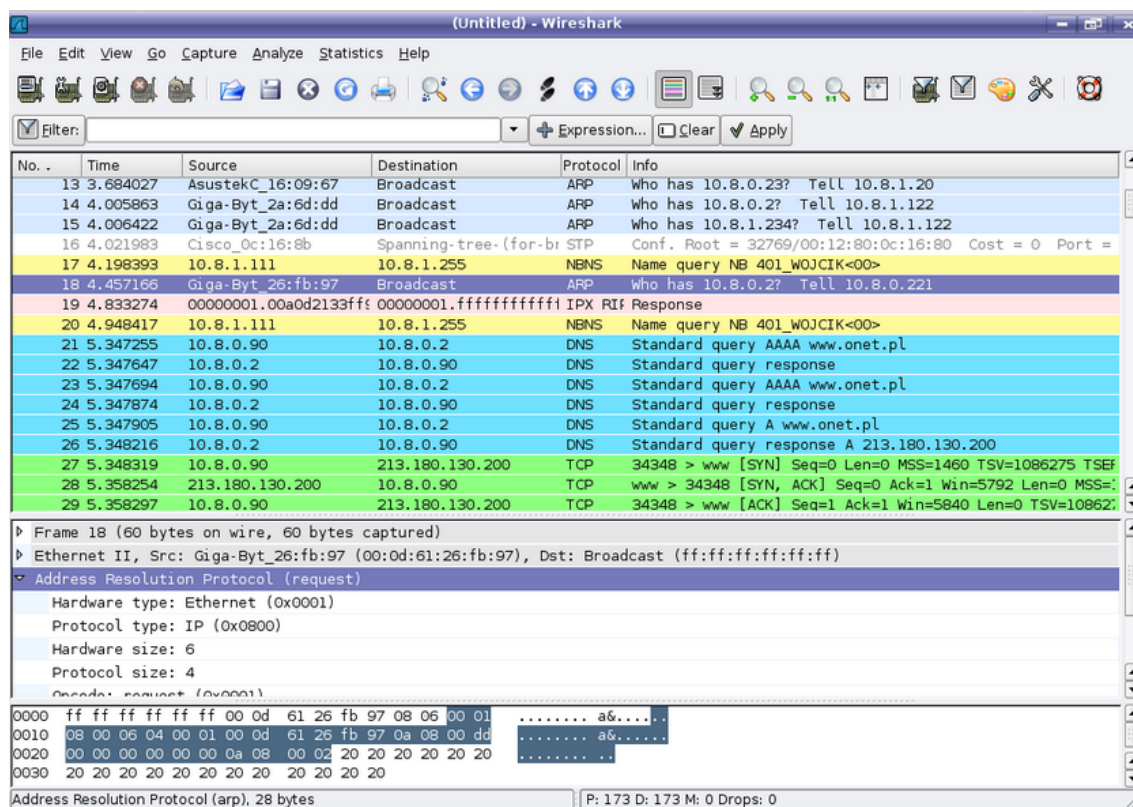 (Untitled) - Wireshark
File Edit View Go Capture Analyze Statistics Help
Filter: Expression... Clear Apply
No. . Time Source Destination Protocol Info
13 3.684027 AsustekC_16:09:67 Broadcast ARP Who has 10.8.0.23? Tell 10.8.1.20
14 4.005863 Giga-Byt_2a:6d:dd Broadcast ARP Who has 10.8.0.2? Tell 10.8.1.122
15 4.006422 Giga-Byt_2a:6d:dd Broadcast ARP Who has 10.8.1.234? Tell 10.8.1.122
16 4.021983 Cisco_0c:16:8b Spanning-tree-(for-br STP Conf. Root = 32769/00:12:80:0c:16:80 Cost = 0 Port =
17 4.198393 10.8.1.111 10.8.1.255 NBNS Name query NB 401_WOJCIK<00>
18 4.457166 Giga-Byt_26:fb:97 Broadcast ARP Who has 10.8.0.2? Tell 10.8.0.221
19 4.833274 IPX RIF Response
20 4.948417 10.8.1.111 10.8.1.255 NBNS Name query NB 401_WOJCIK<00>
21 5.347255 10.8.0.90 10.8.0.2 DNS Standard query AAAA www.onet.pl
22 5.347647 10.8.0.2 10.8.0.90 DNS Standard query response
23 5.347694 10.8.0.90 10.8.0.2 DNS Standard query AAAA www.onet.pl
24 5.347874 10.8.0.2 10.8.0.90 DNS Standard query response
25 5.347905 10.8.0.90 10.8.0.2 DNS Standard query A www.onet.pl
26 5.348216 10.8.0.2 10.8.0.90 DNS Standard query response A 213.180.130.200
27 5.348319 10.8.0.90 213.180.130.200 TCP 34348 > www [SYN] Seq=0 Len=0 MSS=1460 TSV=1086275
28 5.358254 213.180.130.200 10.8.0.90 TCP www > 34348 [SYN, ACK] Seq=0 Ack=1 Win=5792 Len=0
29 5.358297 10.8.0.90 213.180.130.200 TCP 34348 > www [ACK] Seq=1 Ack=1 Win=5840 Len=0
Frame 18 (60 bytes on wire, 60 bytes captured)
Ethernet II, Src: Giga-Byt_26:fb:97 (00:0d:61:26:fb:97), Dst: Broadcast (ff:ff:ff:ff:ff:ff)
Address Resolution Protocol (request)
Hardware type: Ethernet (0x0001)
Protocol type: IP (0x0800)
Hardware size: 6
Protocol size: 4
Opcode: request (0x0001)
0000 ff ff ff ff ff ff 00 0d 61 26 fb 97 08 06 00 01 ........ a&......
0010 08 00 06 04 00 01 00 0d 61 26 fb 97 0a 08 00 dd ........ a&......
0020 00 00 00 00 00 00 0a 08 00 02 20 20 20 20 20 20 ........ ..
0030 20 20 20 20 20 20 20 20 20 20 20 20
Address Resolution Protocol (arp), 28 bytes P: 173 D: 173 M: 0 Drops: 0